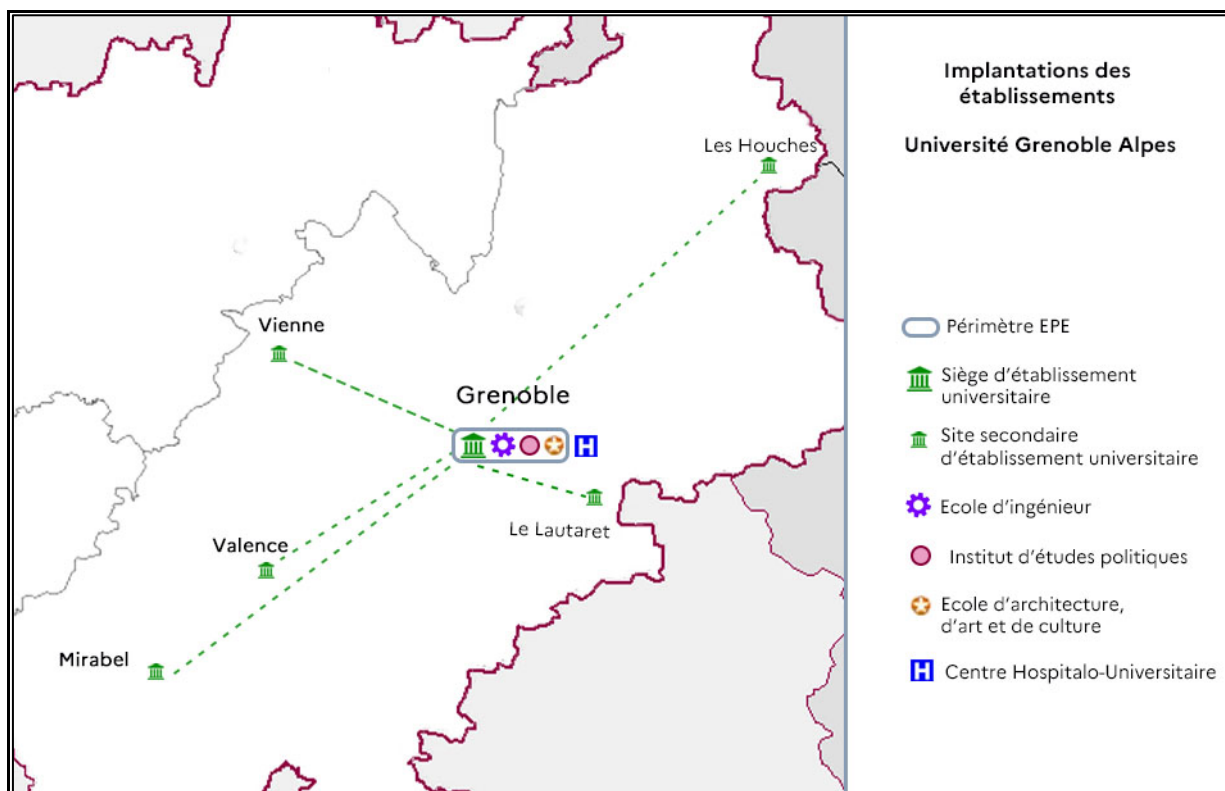 Implantations des
établissements
Université Grenoble Alpes
Les Houches
Vienne
Grenoble
H
Le Lautaret
Valence
Mirabel
Périmètre EPE
Siège d'établissement
universitaire
Site secondaire
d'établissement universitaire
Ecole d'ingénieur
Institut d'études politiques
Ecole d'architecture,
d'art et de culture
H Centre Hospitalo-Universitaire